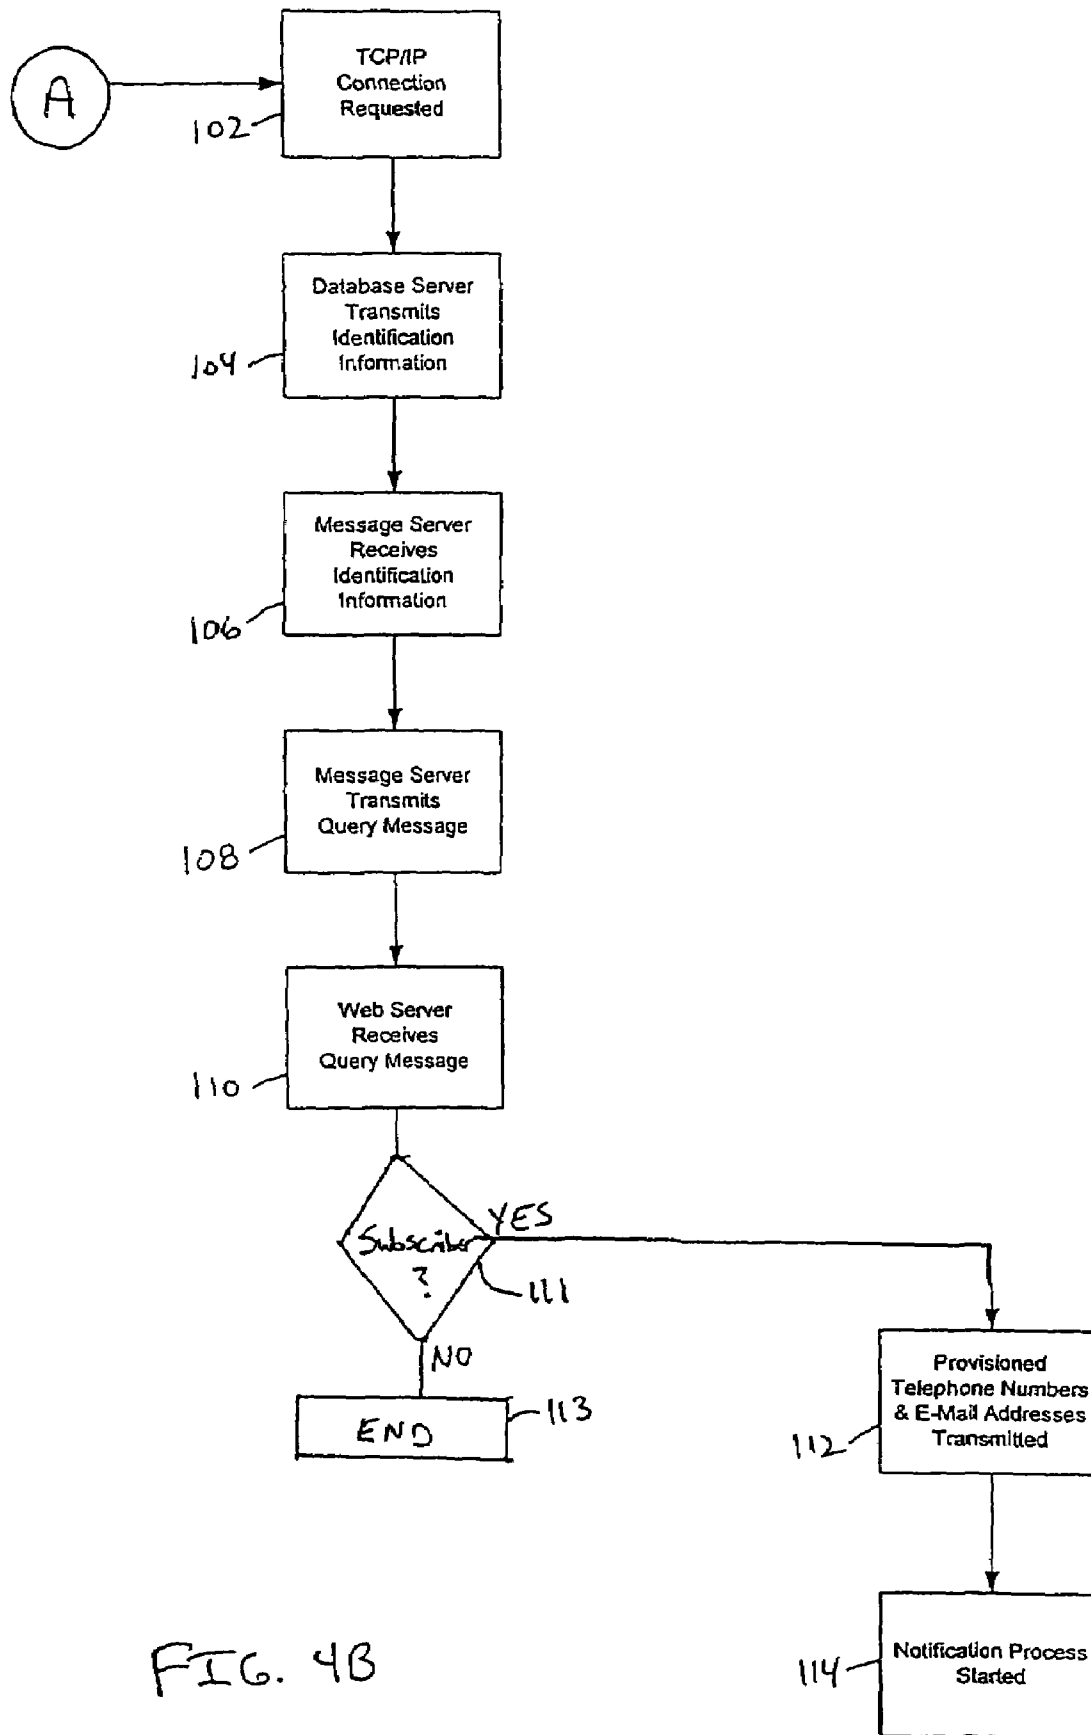 A
TCP/IP
Connection
Requested
102
Database Server
Transmits
Identification
Information
104
Message Server
Receives
Identification
Information
106
Message Server
Transmits
Query Message
108
Web Server
Receives
Query Message
110
Subscriber
?
YES
111
NO
END
113
Provisioned
Telephone Numbers
& E-Mail Addresses
Transmitted
112
Notification Process
Started
114
FIG. 4B